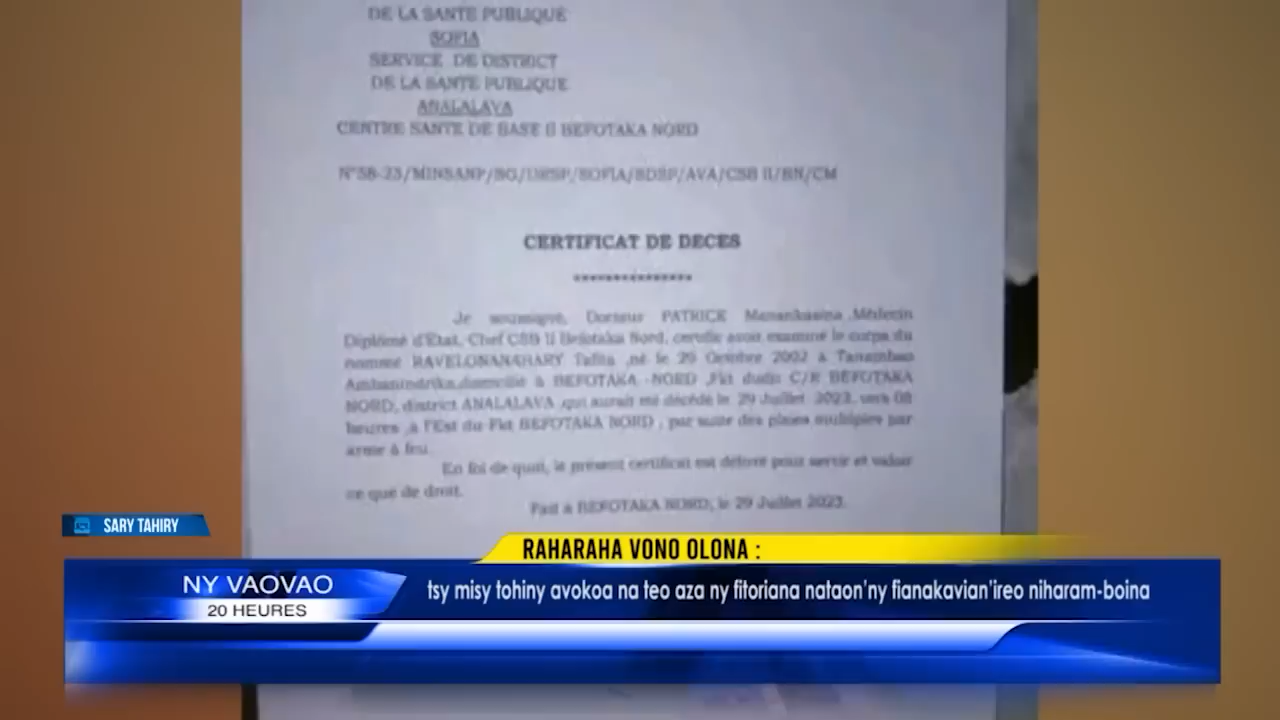 DE LA SANTE PUBLIQUE
SOFIA
SERVICE DE DISTRICT
DE LA SANTE PUBLIQUE
ANALALAVA
CENTRE SANTE DE BASE II BEFOTAKA NORD
N°58-23/MINSANP/SG/DRSP/SOFIA/SDSP/AVA/CSB II/BN/CM
CERTIFICAT DE DECES
***************
Je soussigné, Docteur PATRICE Médecin
Diplômé d'Etat, Chef CSB II Befotaka Nord, certifie avoir examiné le corps du
nommé Tafita ,né le 29 Octobre 2002 à Tanambao
Ambanindrika,domicilié à BEFOTAKA -NORD ,Fkt dudit C/R BEFOTAKA
NORD, district ANALALAVA ,qui aurait été décédé le 29 Juillet 2023, vers 08
heures ,à l'Est du Fkt BEFOTAKA NORD , par suite des plaies multiples par
arme à feu.
En foi de quoi, le présent certificat est délivré pour servir et valoir
ce que de droit.
Fait à BEFOTAKA NORD, le 29 Juillet 2023.
SARY TAHIRY
RAHARAHA VONO OLONA :
NY VAOVAO
20 HEURES
tsy misy tohiny avokoa na teo aza ny fitoriana nataon'ny fianakavian'ireo niharam-boina